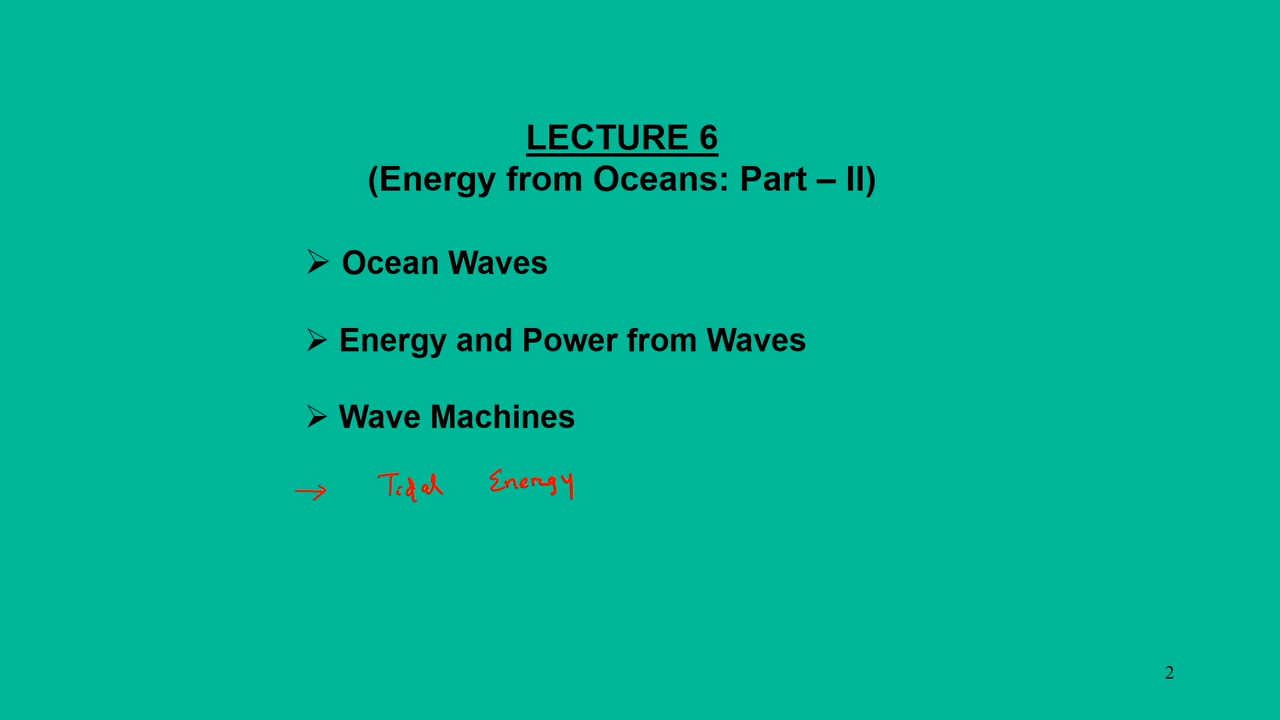 LECTURE 6
(Energy from Oceans: Part – II)
➢ Ocean Waves
➢ Energy and Power from Waves
➢ Wave Machines
→ Tidal Energy
2